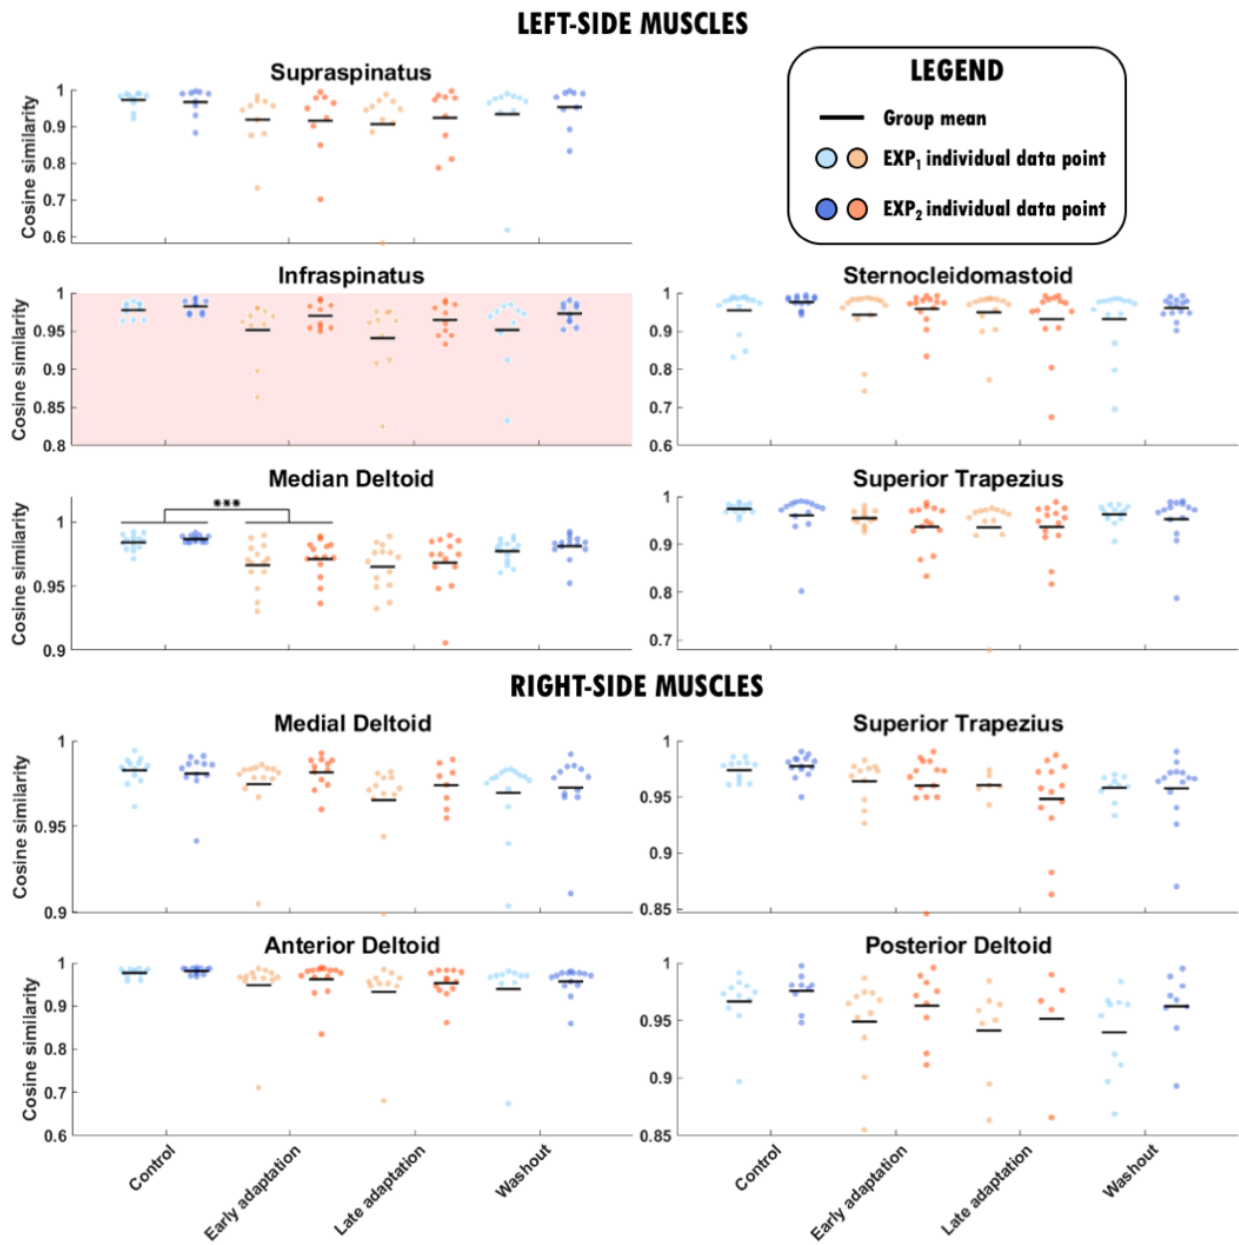 LEFT-SIDE MUSCLES
Supraspinatus
Cosine similarity
1
0.9
0.8
0.7
0.6
LEGEND
Group mean
EXP1 individual data point
EXP2 individual data point
Infraspinatus
Cosine similarity
1
0.95
0.9
0.85
0.8
Sternocleidomastoid
1
0.9
0.8
0.7
0.6
Median Deltoid
***
Cosine similarity
1
0.95
0.9
Superior Trapezius
1
0.9
0.8
0.7
RIGHT-SIDE MUSCLES
Medial Deltoid
Cosine similarity
1
0.95
0.9
Superior Trapezius
1
0.95
0.9
0.85
Anterior Deltoid
Cosine similarity
1
0.9
0.8
0.7
0.6
Control
Early adaptation
Late adaptation
Washout
Posterior Deltoid
1
0.95
0.9
0.85
Control
Early adaptation
Late adaptation
Washout